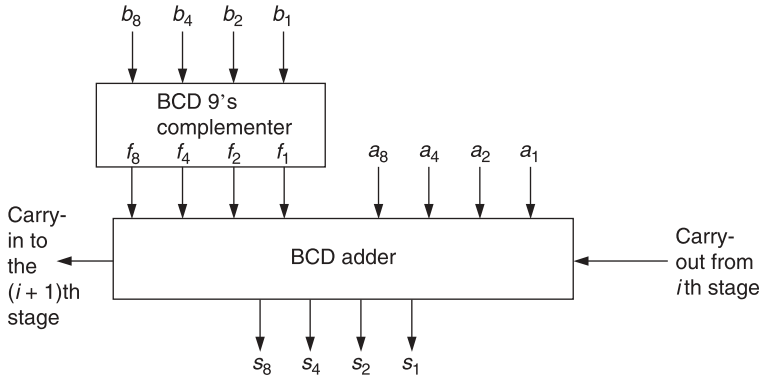 b8 b4 b2 b1
BCD 9's
complementer
f8 f4 f2 f1
a8 a4 a2 a1
Carry-
in to
the
(i + 1)th
stage
BCD adder
Carry-
out from
ith stage
s8 s4 s2 s1